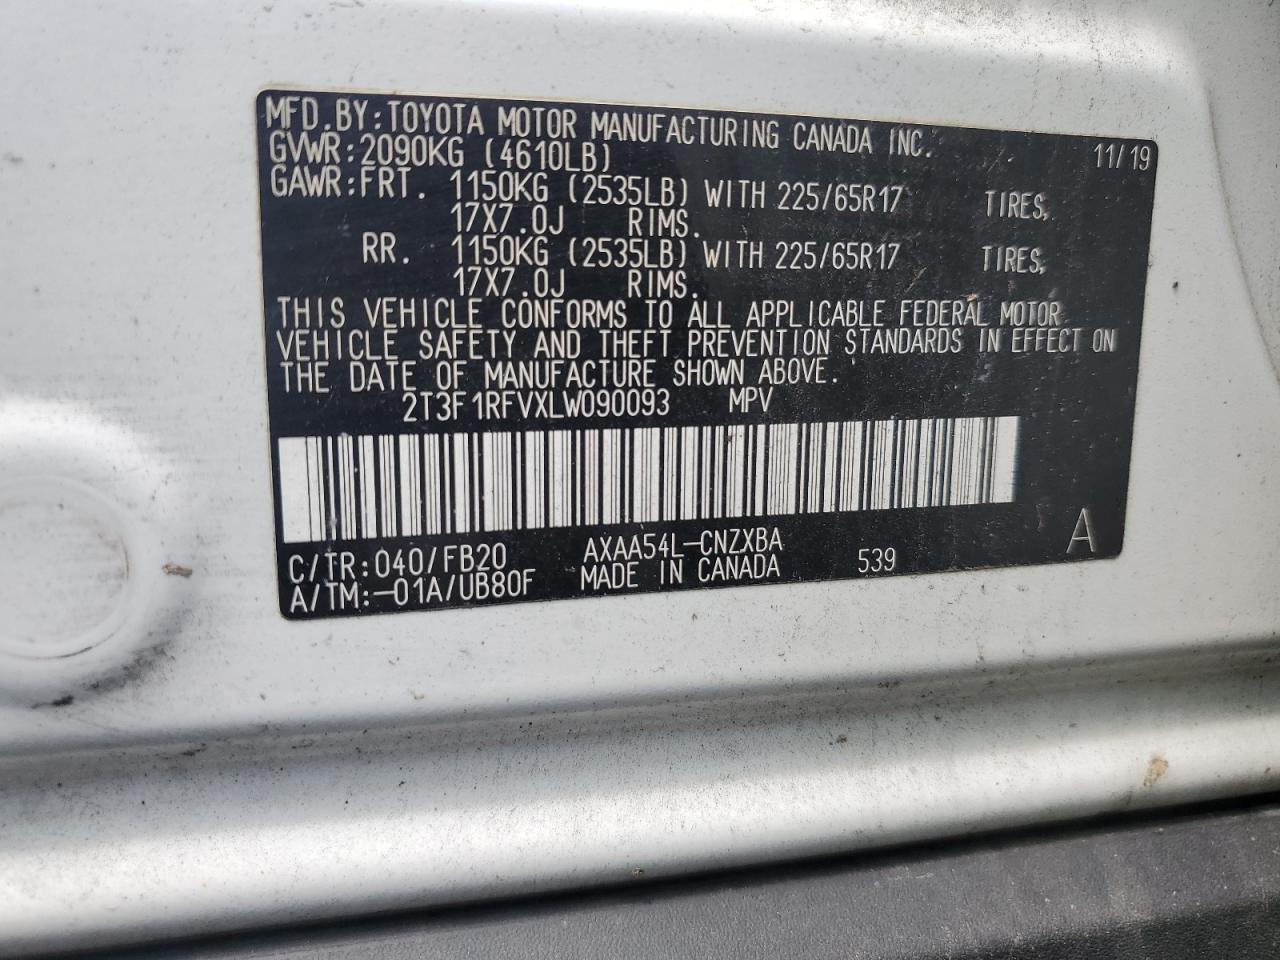 MFD.BY:TOYOTA MOTOR MANUFACTURING CANADA INC. 11/19
GVWR:2090KG (4610LB)
GAWR:FRT. 1150KG (2535LB) WITH 225/65R17 TIRES,
17X7.0J RIMS.
RR. 1150KG (2535LB) WITH 225/65R17 TIRES,
17X7.0J RIMS.
THIS VEHICLE CONFORMS TO ALL APPLICABLE FEDERAL MOTOR
VEHICLE SAFETY AND THEFT PREVENTION STANDARDS IN EFFECT ON
THE DATE OF MANUFACTURE SHOWN ABOVE.
2T3F1RFVXLW090093 MPV
C/TR:040/FB20 AXAA54L-CNZXBA
A/TM:-01A/UB80F MADE IN CANADA 539 A